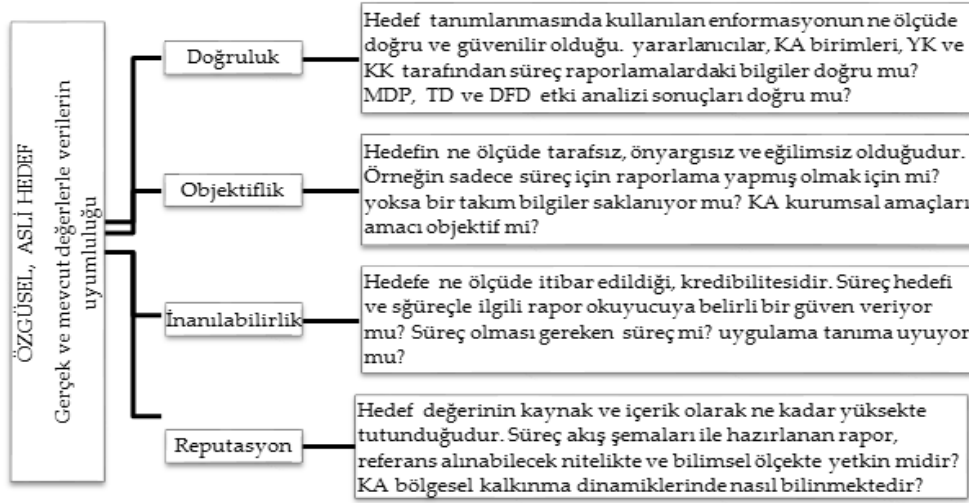 ÖZGÜSEL, ASLİ HEDEF
Gerçek ve mevcut değerlerle verilerin
uyumluluğu
Doğruluk
Hedef tanımlanmasında kullanılan enformasyonun ne ölçüde
doğru ve güvenilir olduğu. yararlanıcılar, KA birimleri, YK ve
KK tarafından süreç raporlamalardaki bilgiler doğru mu?
MDP, TD ve DFD etki analizi sonuçları doğru mu?
Objektiflik
Hedefin ne ölçüde tarafsız, önyargısız ve eğilimsiz olduğudur.
Örneğin sadece süreç için raporlama yapmış olmak için mi?
yoksa bir takım bilgiler saklanıyor mu? KA kurumsal amaçları
amacı objektif mi?
İnanılabilirlik
Hedefe ne ölçüde itibar edildiği, kredibilitesidir. Süreç hedefi
ve sğüreçle ilgili rapor okuyucuya belirli bir güven veriyor
mu? Süreç olması gereken süreç mi? uygulama tanıma uyuyor
mu?
Reputasyon
Hedef değerinin kaynak ve içerik olarak ne kadar yüksekte
tutunduğudur. Süreç akış şemaları ile hazırlanan rapor,
referans alınabilecek nitelikte ve bilimsel ölçekte yetkin midir?
KA bölgesel kalkınma dinamiklerinde nasıl bilinmektedir?